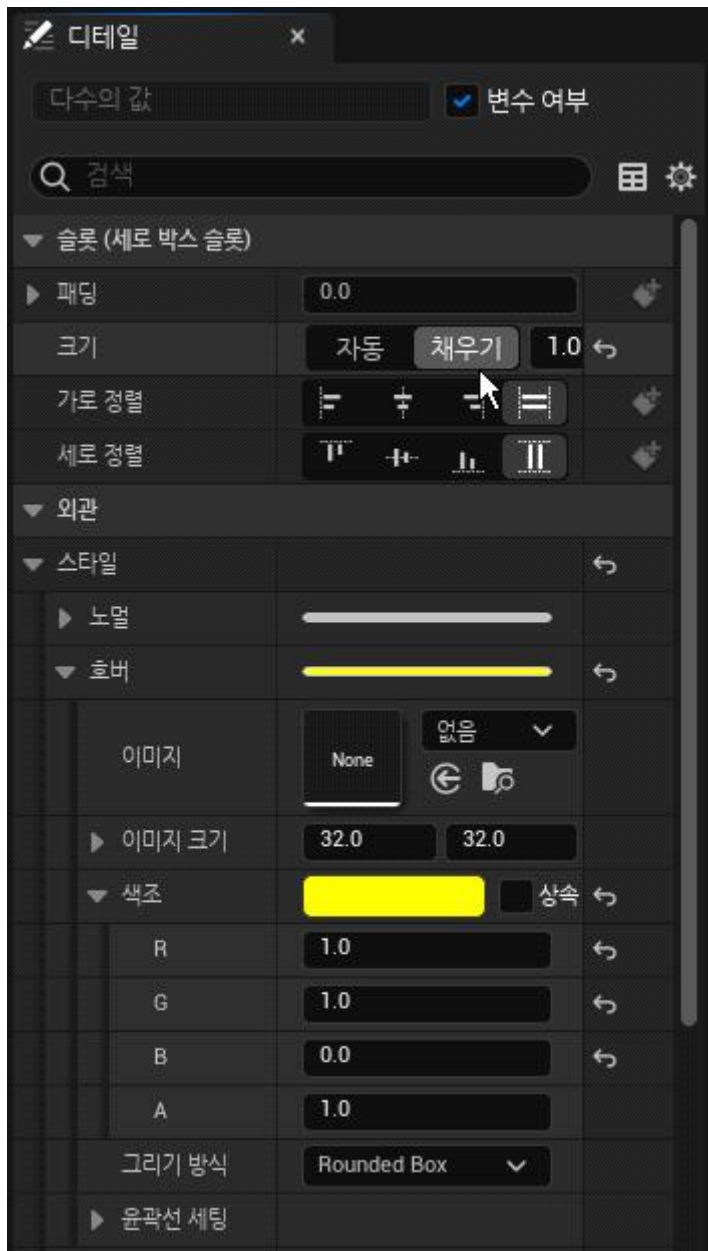 디테일
다수의 값 변수 여부
검색
슬롯 (세로 박스 슬롯)
패딩 0.0
크기 자동 채우기 1.0
가로 정렬
세로 정렬
외관
스타일
노멀
호버
이미지 None 없음
이미지 크기 32.0 32.0
색조 상속
R 1.0
G 1.0
B 0.0
A 1.0
그리기 방식 Rounded Box
윤곽선 세팅